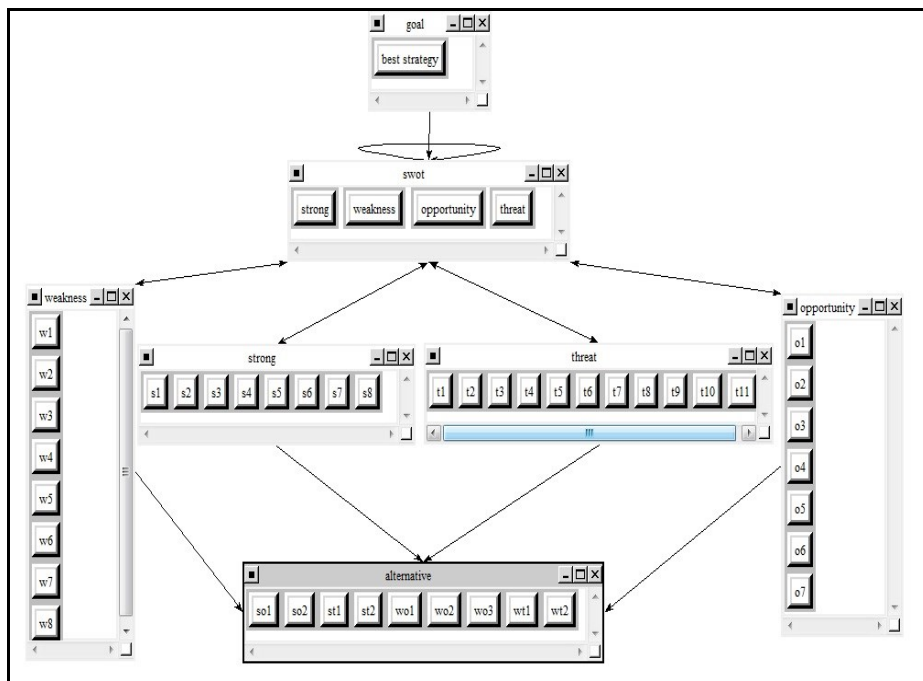 goal
best strategy
swot
strong weakness opportunity threat
weakness
w1
w2
w3
w4
w5
w6
w7
w8
strong
s1 s2 s3 s4 s5 s6 s7 s8
threat
t1 t2 t3 t4 t5 t6 t7 t8 t9 t10 t11
opportunity
o1
o2
o3
o4
o5
o6
o7
alternative
so1 so2 st1 st2 wo1 wo2 wo3 wt1 wt2